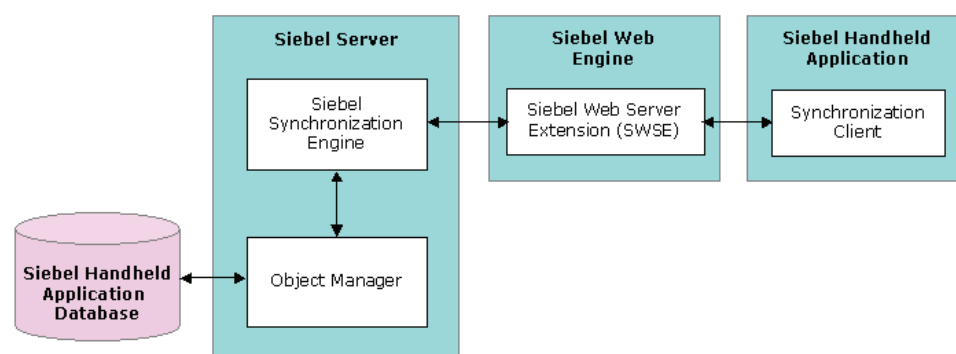 Siebel Server
Siebel Web
Engine
Siebel Handheld
Application
Siebel
Synchronization
Engine
Siebel Web Server
Extension (SWSE)
Synchronization
Client
Siebel Handheld
Application
Database
Object Manager